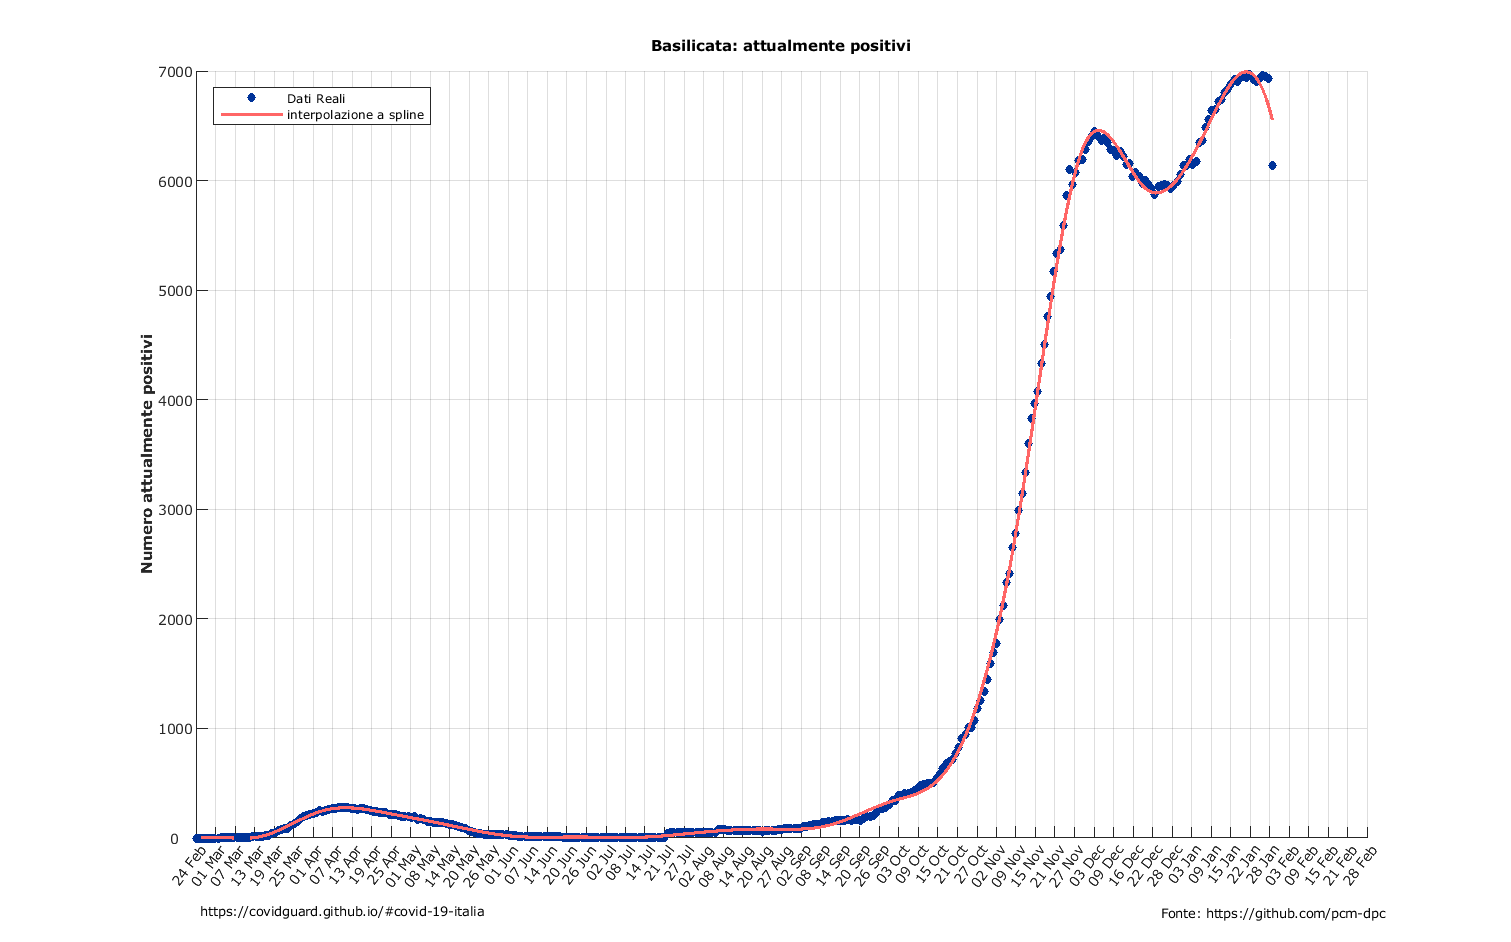 Basilicata: attualmente positivi
Dati Reali
interpolazione a spline
Numero attualmente positivi
7000
6000
5000
4000
3000
2000
1000
0
24 Feb
01 Mar
07 Mar
13 Mar
19 Mar
25 Mar
01 Apr
07 Apr
13 Apr
19 Apr
25 Apr
01 May
08 May
14 May
20 May
26 May
01 Jun
07 Jun
14 Jun
20 Jun
26 Jun
02 Jul
08 Jul
14 Jul
21 Jul
27 Jul
02 Aug
08 Aug
14 Aug
20 Aug
27 Aug
02 Sep
08 Sep
14 Sep
20 Sep
26 Sep
03 Oct
09 Oct
15 Oct
21 Oct
27 Oct
02 Nov
09 Nov
15 Nov
21 Nov
27 Nov
03 Dec
09 Dec
16 Dec
22 Dec
28 Dec
03 Jan
09 Jan
15 Jan
22 Jan
28 Jan
03 Feb
09 Feb
15 Feb
21 Feb
28 Feb
https://covidguard.github.io/#covid-19-italia
Fonte: https://github.com/pcm-dpc